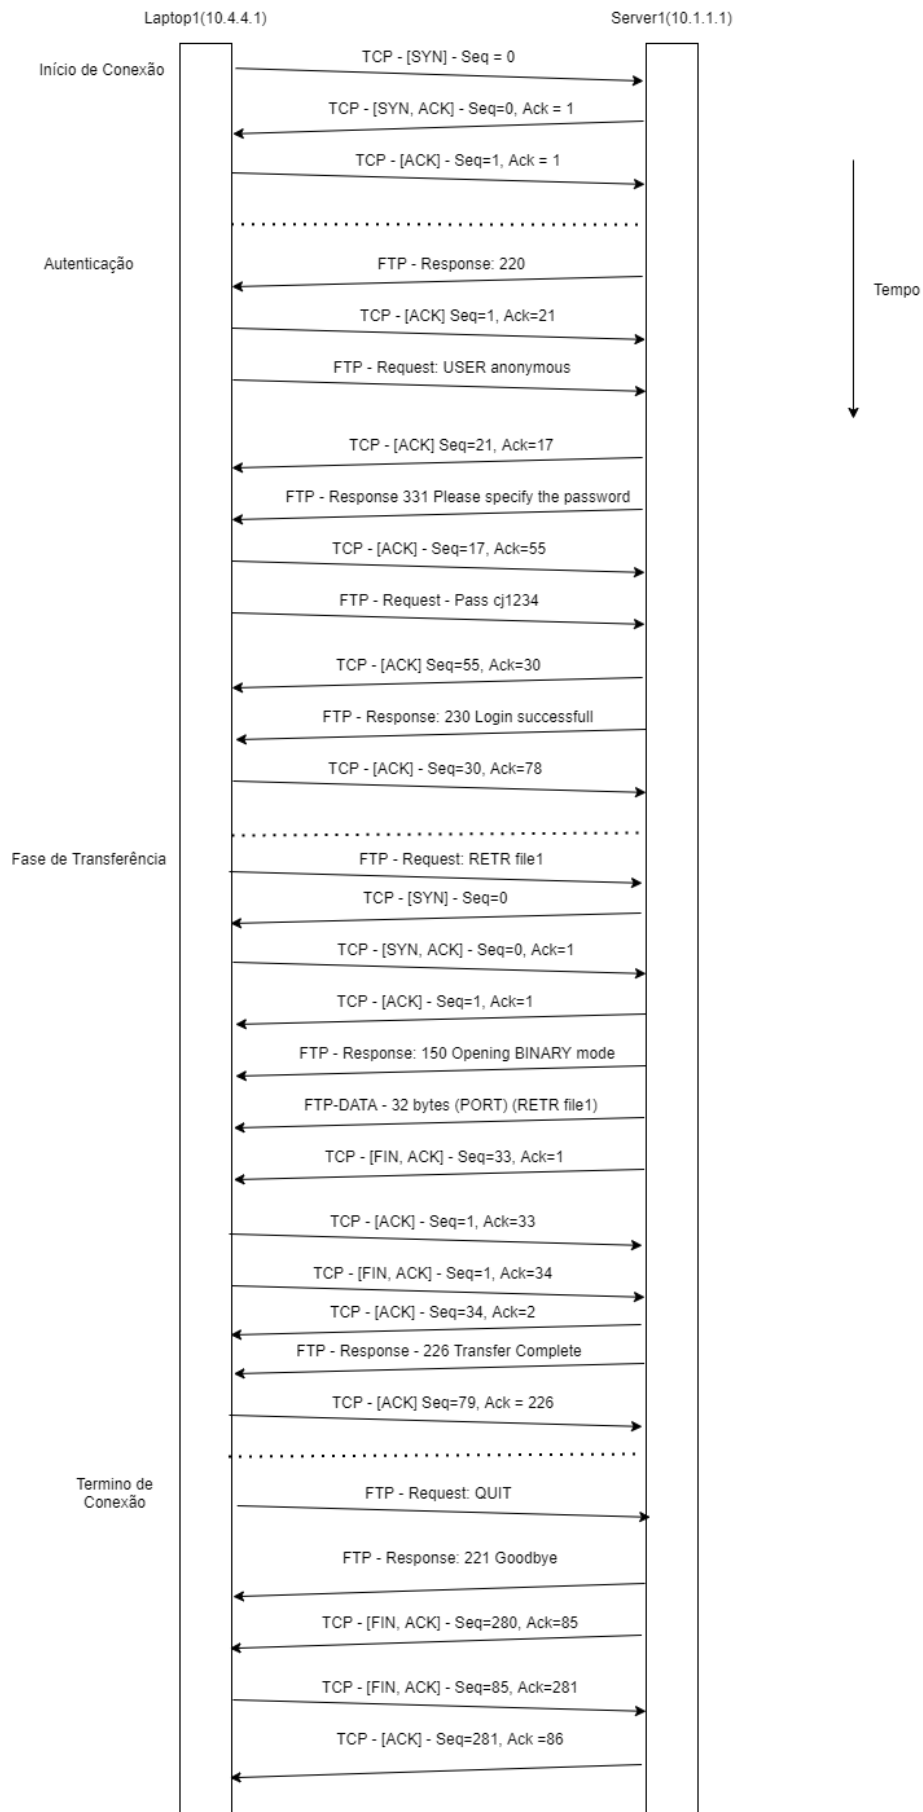 Laptop1(10.4.4.1)
Server1(10.1.1.1)
Início de Conexão
TCP - [SYN] - Seq = 0
TCP - [SYN, ACK] - Seq=0, Ack = 1
TCP - [ACK] - Seq=1, Ack = 1
Autenticação
FTP - Response: 220
Tempo
TCP - [ACK] Seq=1, Ack=21
FTP - Request: USER anonymous
TCP - [ACK] Seq=21, Ack=17
FTP - Response 331 Please specify the password
TCP - [ACK] - Seq=17, Ack=55
FTP - Request - Pass cj1234
TCP - [ACK] Seq=55, Ack=30
FTP - Response: 230 Login successfull
TCP - [ACK] - Seq=30, Ack=78
Fase de Transferência
FTP - Request: RETR file1
TCP - [SYN] - Seq=0
TCP - [SYN, ACK] - Seq=0, Ack=1
TCP - [ACK] - Seq=1, Ack=1
FTP - Response: 150 Opening BINARY mode
FTP-DATA - 32 bytes (PORT) (RETR file1)
TCP - [FIN, ACK] - Seq=33, Ack=1
TCP - [ACK] - Seq=1, Ack=33
TCP - [FIN, ACK] - Seq=1, Ack=34
TCP - [ACK] - Seq=34, Ack=2
FTP - Response - 226 Transfer Complete
TCP - [ACK] Seq=79, Ack = 226
Termino de
Conexão
FTP - Request: QUIT
FTP - Response: 221 Goodbye
TCP - [FIN, ACK] - Seq=280, Ack=85
TCP - [FIN, ACK] - Seq=85, Ack=281
TCP - [ACK] - Seq=281, Ack =86